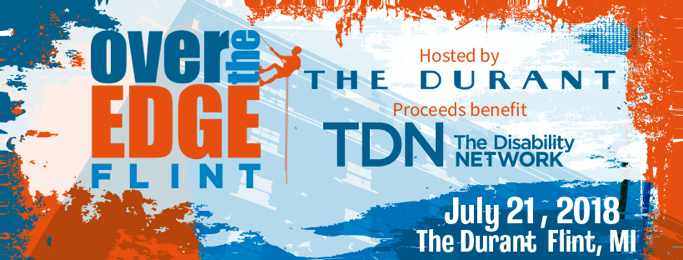 over the
EDGE
FLINT
Hosted by
THE DURANT
Proceeds benefit
TDN The Disability
NETWORK
July 21, 2018
The Durant Flint, MI